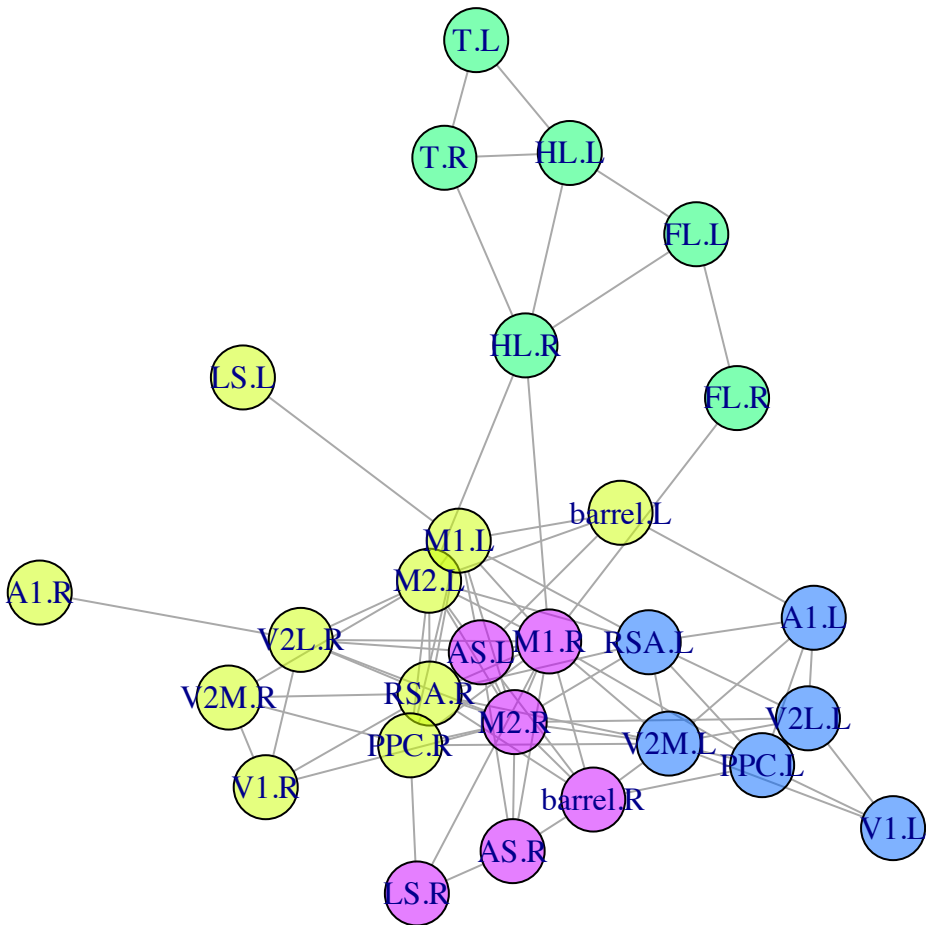 T.L
T.R
HL.L
FL.L
HL.R
LS.L
FL.R
barrel.L
M1.L
M2.L
A1.R
A1.L
V2L.R
AS.L
M1.R
RSA.L
V2M.R
RSA.R
M2.R
V2L.L
PPC.R
V2M.L
PPC.L
V1.R
barrel.R
V1.L
AS.R
LS.R